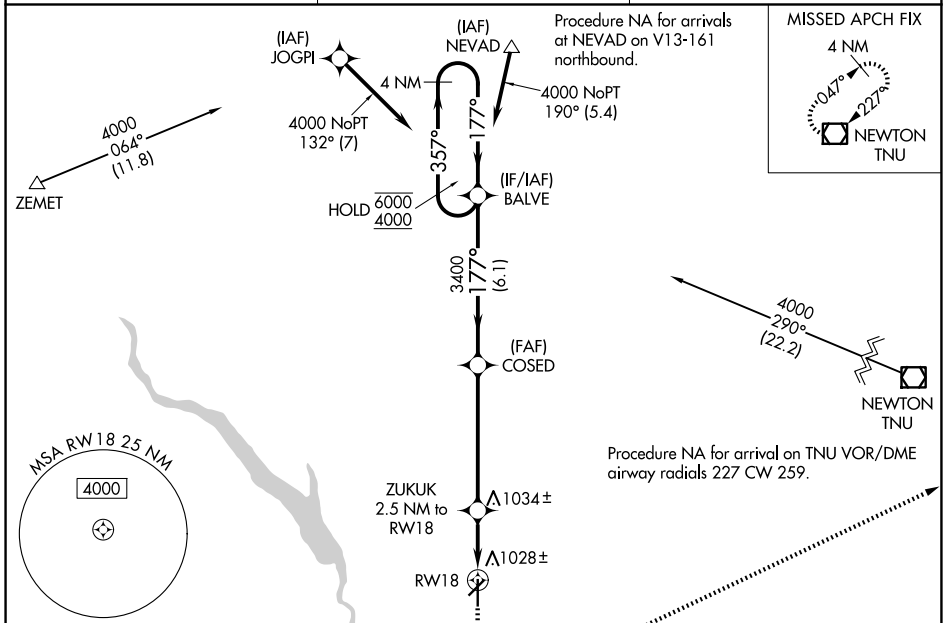 (IAF)
JOGPI
(IAF)
NEVAD
Procedure NA for arrivals
at NEVAD on V13-161
northbound.
MISSED APCH FIX
4 NM
047°
227°
NEWTON
TNU
4 NM
4000 NoPT
190° (5.4)
4000 NoPT
132° (7)
357°
177°
4000
064°
(11.8)
ZEMET
HOLD 6000
4000
(IF/IAF)
BALVE
3400
177°
(6.1)
4000
290°
(22.2)
(FAF)
COSED
NEWTON
TNU
Procedure NA for arrival on TNU VOR/DME
airway radials 227 CW 259.
MSA RW18 25 NM
4000
ZUKUK
2.5 NM to
RW18
1034±
1028±
RW18